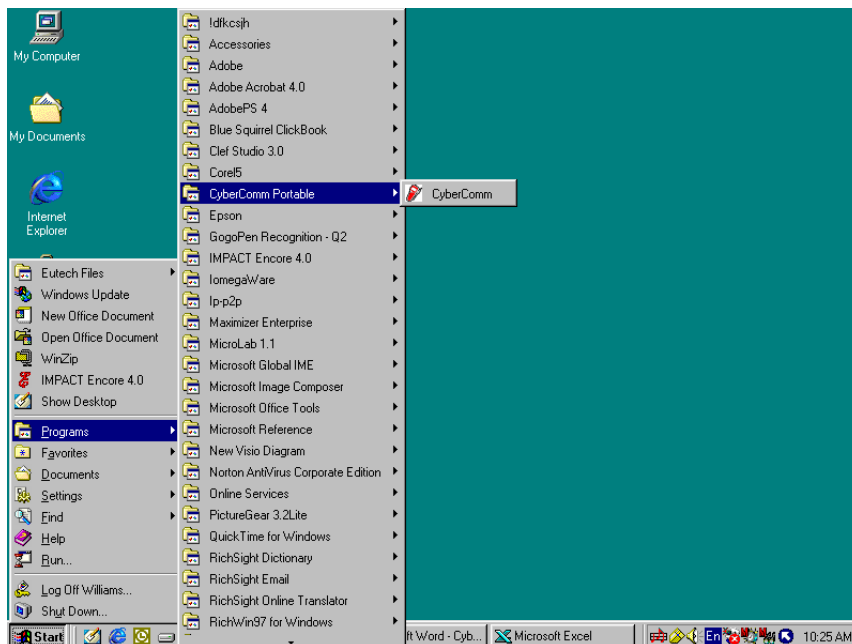 My Computer
My Documents
Internet
Explorer
!dfkcsjh
Accessories
Adobe
Adobe Acrobat 4.0
AdobePS 4
Blue Squirrel ClickBook
Clef Studio 3.0
Corel5
CyberComm Portable
CyberComm
Epson
GogoPen Recognition - Q2
IMPACT Encore 4.0
IomegaWare
Ip-p2p
Maximizer Enterprise
MicroLab 1.1
Microsoft Global IME
Microsoft Image Composer
Microsoft Office Tools
Microsoft Reference
New Visio Diagram
Norton AntiVirus Corporate Edition
Online Services
PictureGear 3.2Lite
QuickTime for Windows
RichSight Dictionary
RichSight Email
RichSight Online Translator
RichWin97 for Windows
Eutech Files
Windows Update
New Office Document
Open Office Document
WinZip
IMPACT Encore 4.0
Show Desktop
Programs
Favorites
Documents
Settings
Find
Help
Run...
Log Off Williams...
Shut Down...
Start
ft Word - Cyb...
Microsoft Excel
En
10:25 AM